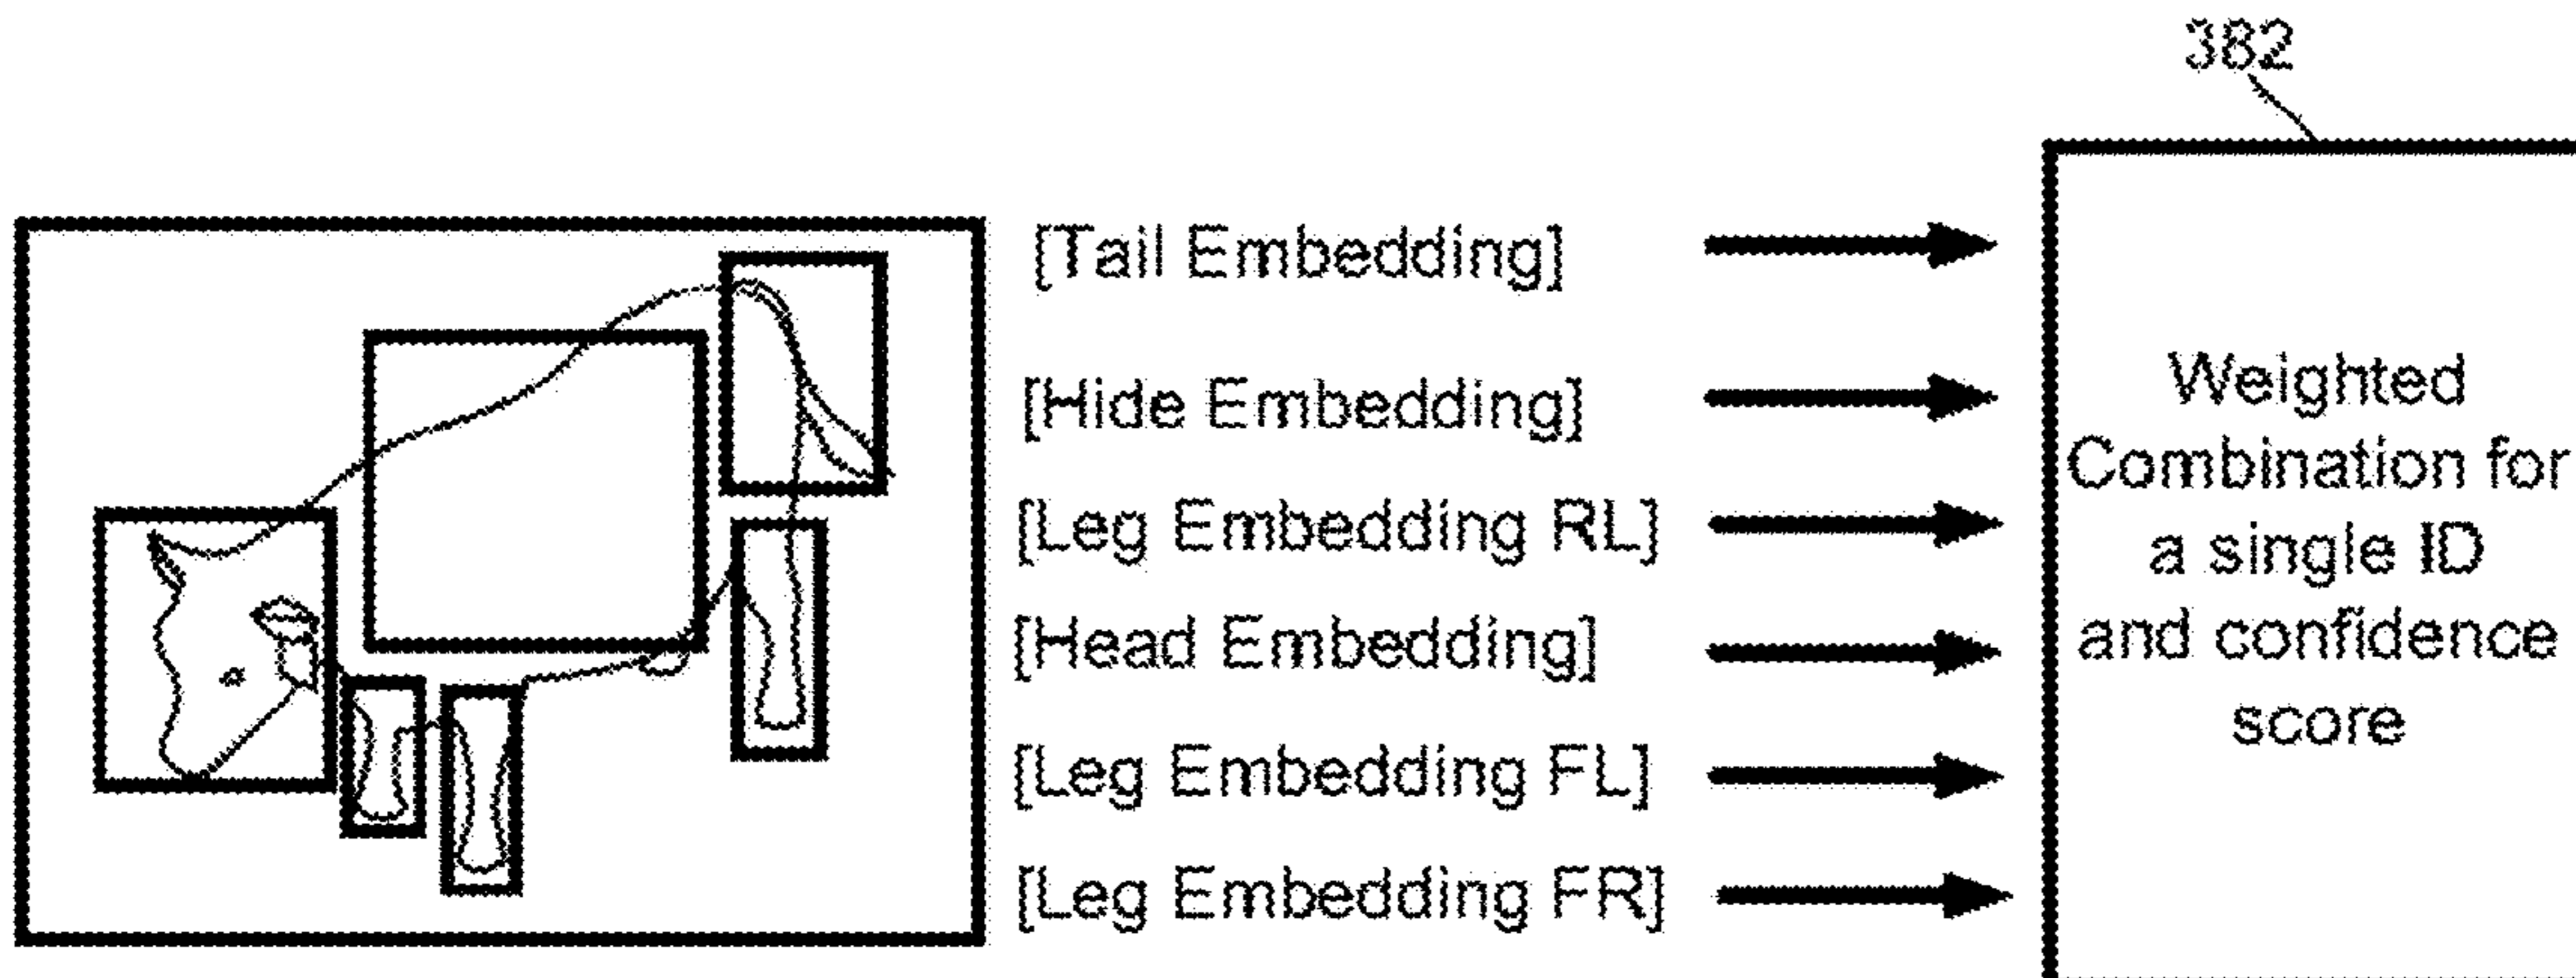 382
[Tail Embedding]
[Hide Embedding]
[Leg Embedding RL]
[Head Embedding]
[Leg Embedding FL]
[Leg Embedding FR]
Weighted
Combination for
a single ID
and confidence
score